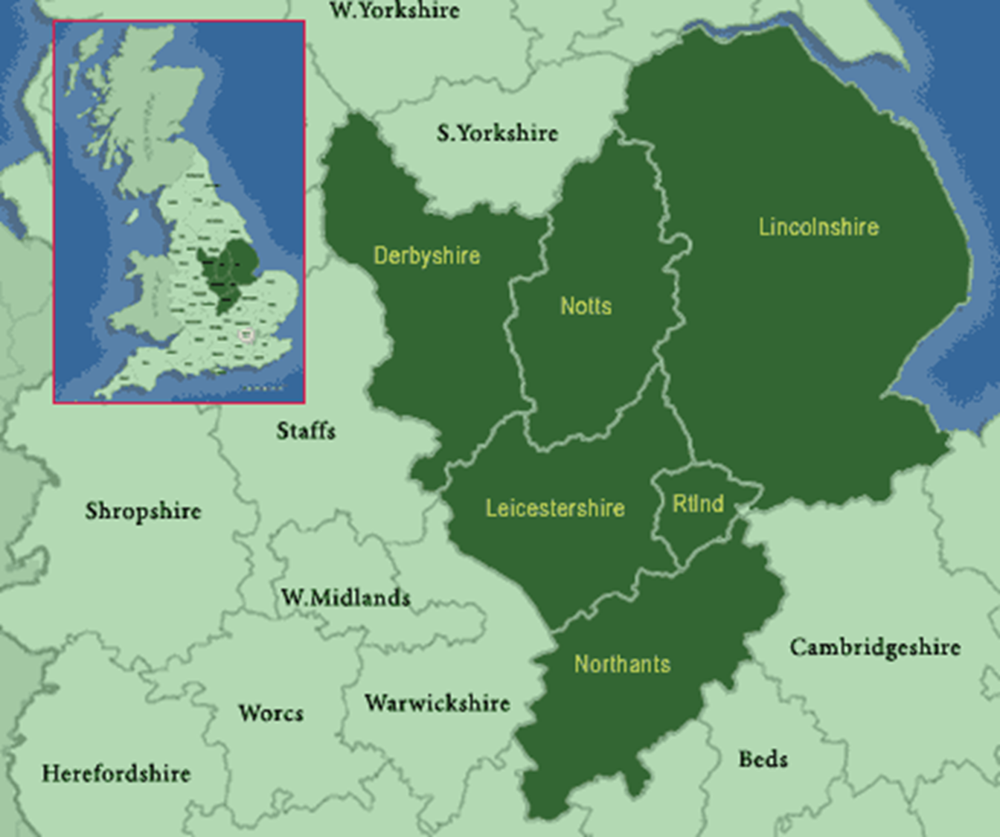 W.Yorkshire
S.Yorkshire
Lincolnshire
Derbyshire
Notts
Staffs
Leicestershire
Rtlnd
Shropshire
W.Midlands
Cambridgeshire
Northants
Warwickshire
Worcs
Beds
Herefordshire